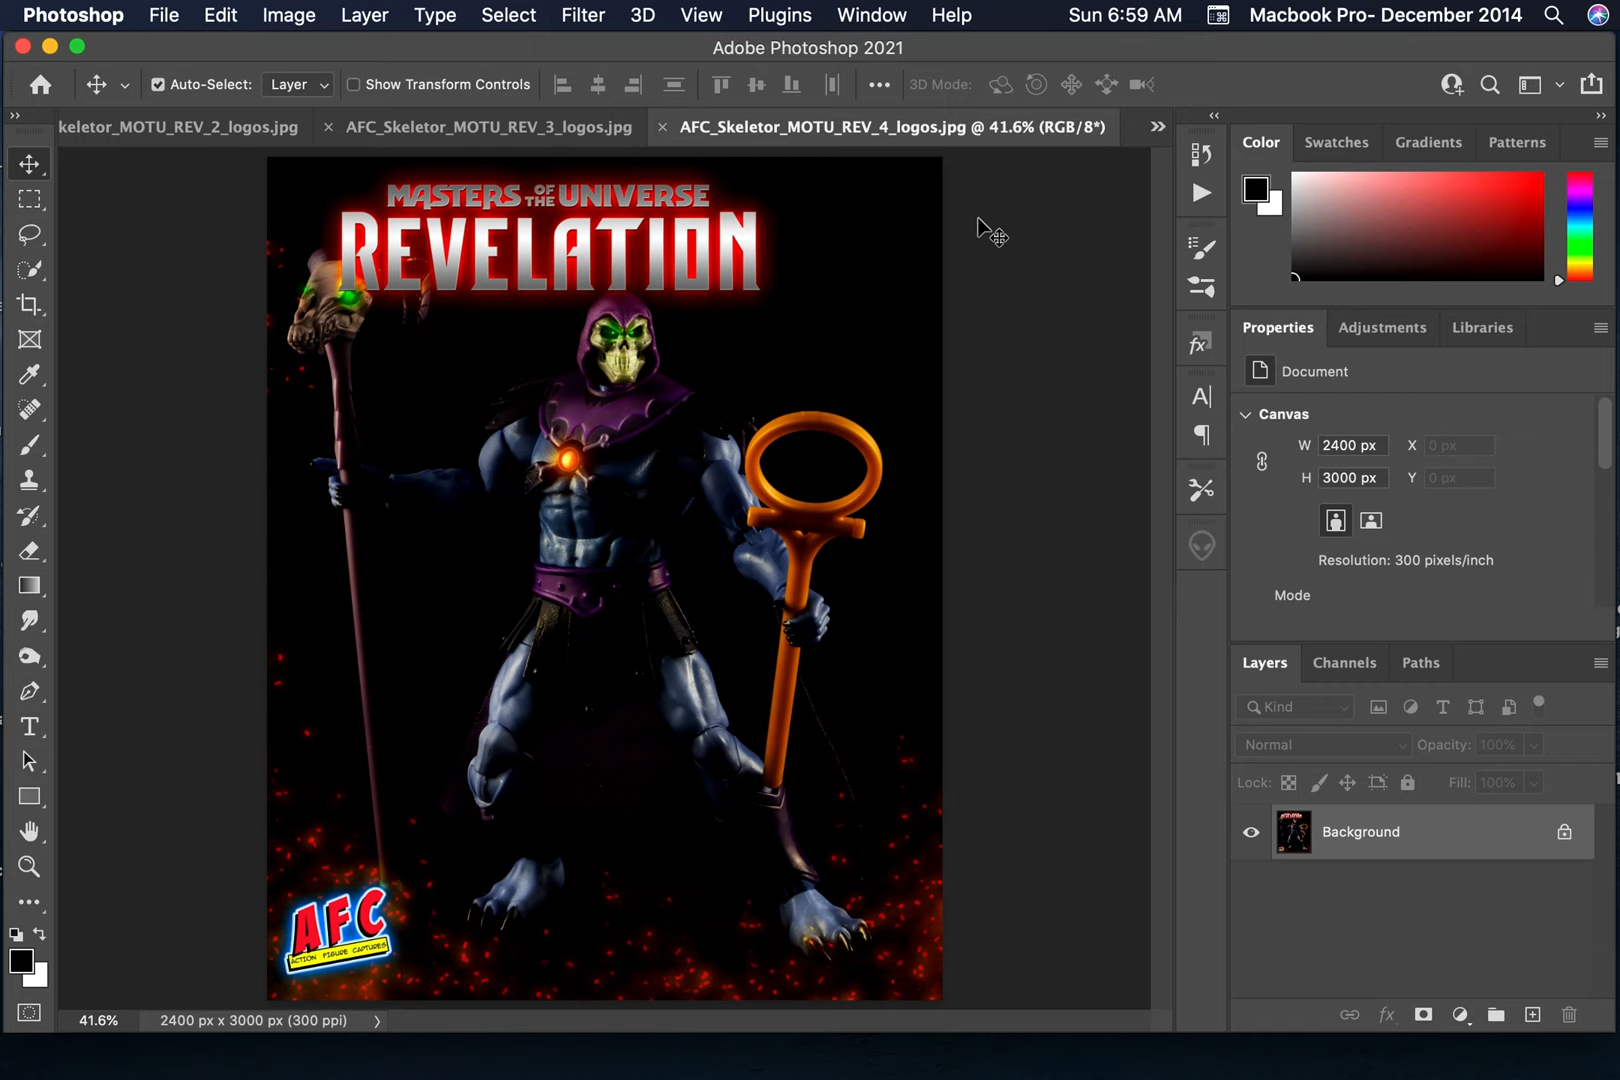 Photoshop File Edit Image Layer Type Select Filter 3D View Plugins Window Help Sun 6:59 AM Macbook Pro- December 2014
Adobe Photoshop 2021
Auto-Select: Layer Show Transform Controls 3D Mode:
keletor_MOTU_REV_2_logos.jpg AFC_Skeletor_MOTU_REV_3_logos.jpg AFC_Skeletor_MOTU_REV_4_logos.jpg @ 41.6% (RGB/8*)
Color Swatches Gradients Patterns
MASTERS OF THE UNIVERSE
REVELATION
Properties Adjustments Libraries
Document
Canvas
W 2400 px X 0 px
H 3000 px Y 0 px
Resolution: 300 pixels/inch
Mode
Layers Channels Paths
Kind
Normal Opacity: 100%
Lock: Fill: 100%
Background
AFC
ACTION FIGURE CAPTURES
41.6% 2400 px x 3000 px (300 ppi)